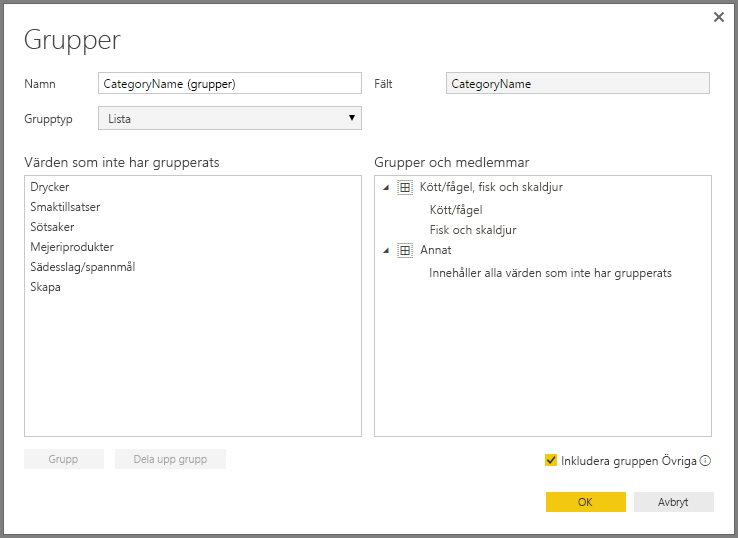 Grupper
Namn CategoryName (grupper) Fält CategoryName
Grupptyp Lista
Värden som inte har grupperats
Drycker
Smaktillsatser
Sötsaker
Mejeriprodukter
Sädesslag/spannmål
Skapa
Grupper och medlemmar
Kött/fågel, fisk och skaldjur
Kött/fågel
Fisk och skaldjur
Annat
Innehåller alla värden som inte har grupperats
Grupp Dela upp grupp
Inkludera gruppen Övriga
OK Avbryt